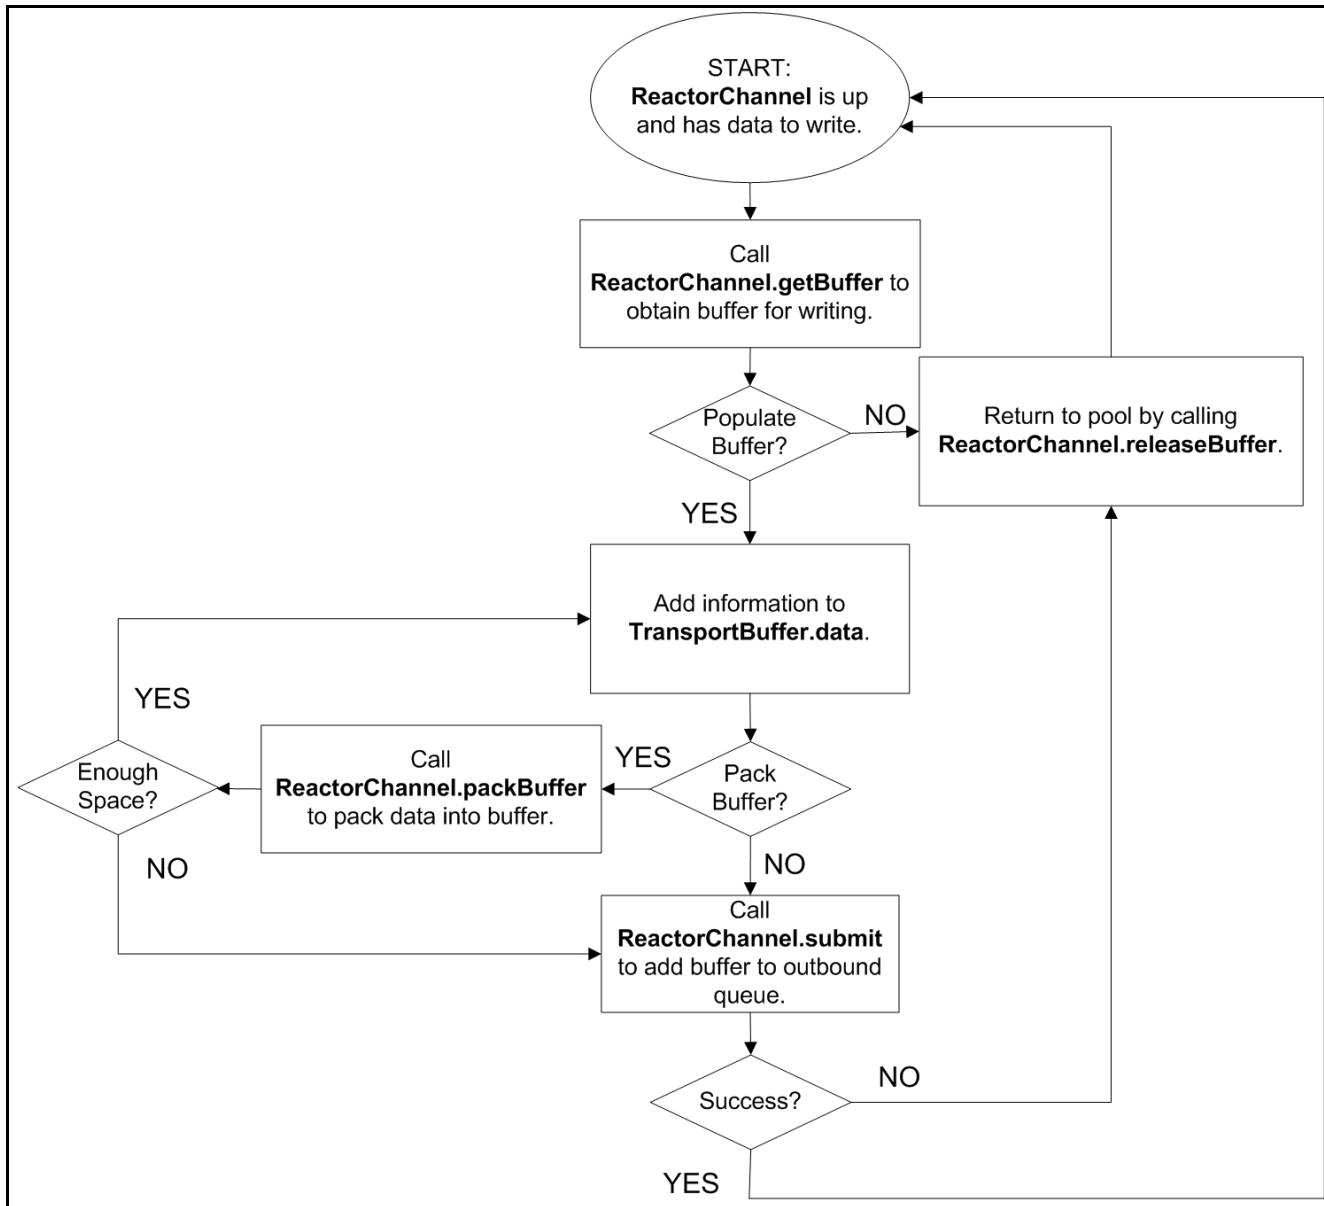 START:
ReactorChannel is up
and has data to write.
Call
ReactorChannel.getBuffer to
obtain buffer for writing.
Populate
Buffer?
NO
Return to pool by calling
ReactorChannel.releaseBuffer.
YES
Add information to
TransportBuffer.data.
YES
Enough
Space?
Call
ReactorChannel.packBuffer
to pack data into buffer.
YES
Pack
Buffer?
NO
NO
Call
ReactorChannel.submit
to add buffer to outbound
queue.
Success?
NO
YES